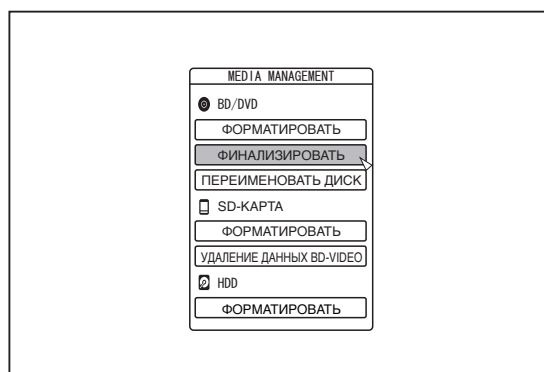 MEDIA MANAGEMENT
BD/DVD
ФОРМАТИРОВАТЬ
ФИНАЛИЗИРОВАТЬ
ПЕРЕИМЕНОВАТЬ ДИСК
SD-КАРТА
ФОРМАТИРОВАТЬ
УДАЛЕНИЕ ДАННЫХ BD-VIDEO
HDD
ФОРМАТИРОВАТЬ